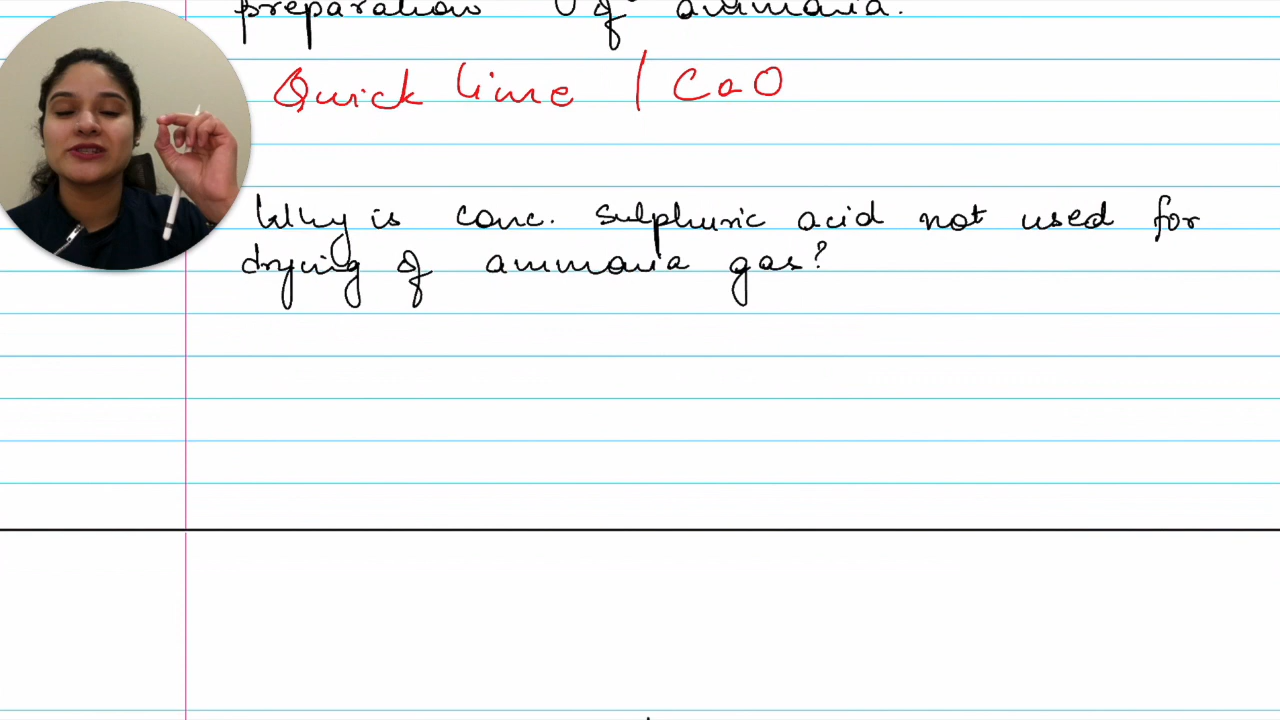 preparation of ammonia.
Quick lime / CaO
Why is conc. sulphuric acid not used for
drying of ammonia gas?